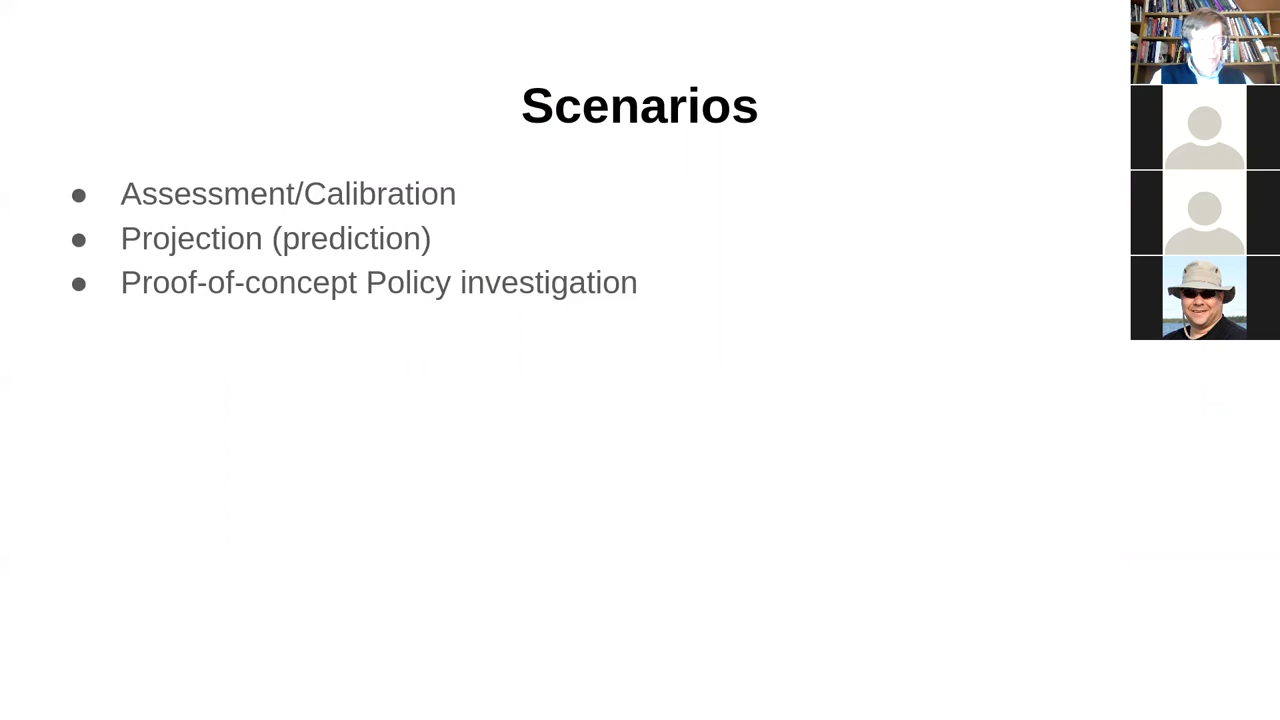 Scenarios
● Assessment/Calibration
● Projection (prediction)
● Proof-of-concept Policy investigation